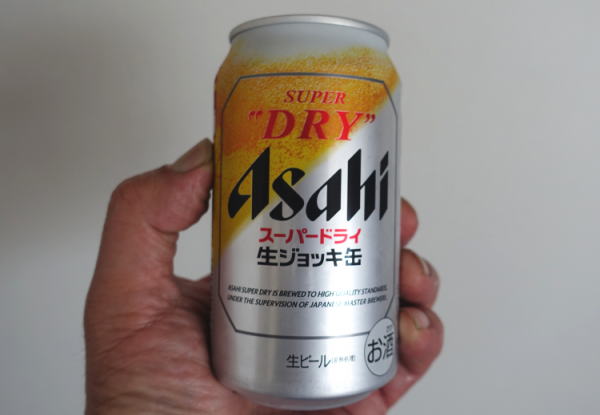 SUPER
"DRY"
Asahi
スーパードライ
生ジョッキ缶
ASAHI SUPER DRY IS BREWED TO HIGH QUALITY STANDARDS,
UNDER THE SUPERVISION OF JAPANESE MASTER BREWERS.
生ビール
お酒